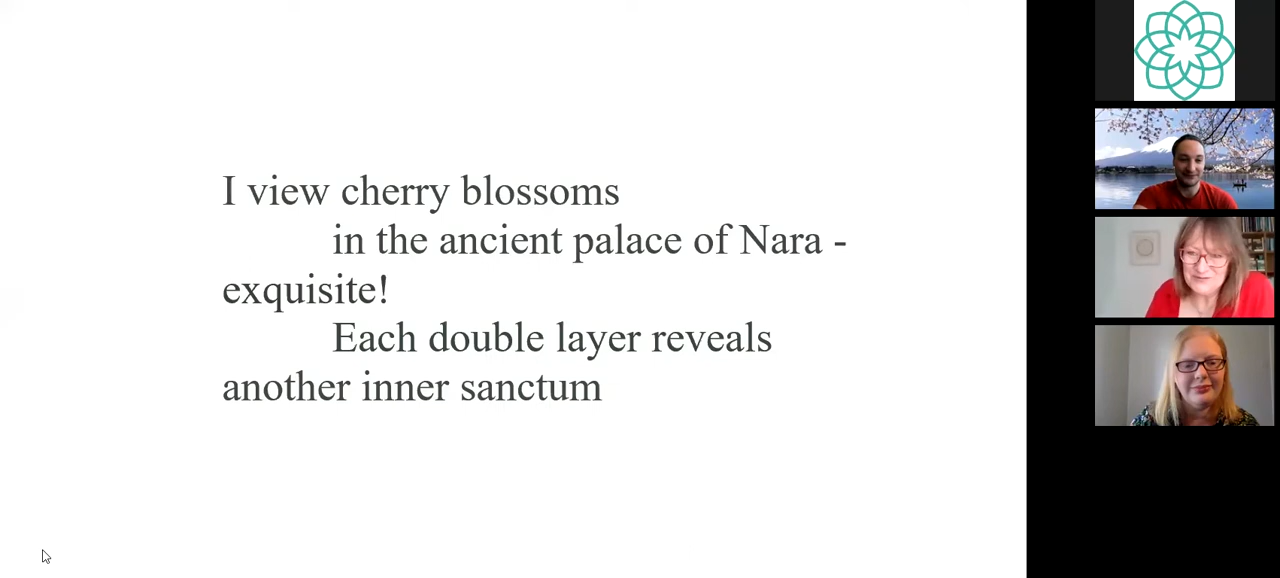 I view cherry blossoms
in the ancient palace of Nara -
exquisite!
Each double layer reveals
another inner sanctum